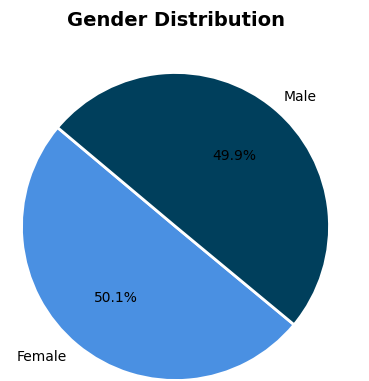 Gender Distribution
Male
49.9%
50.1%
Female